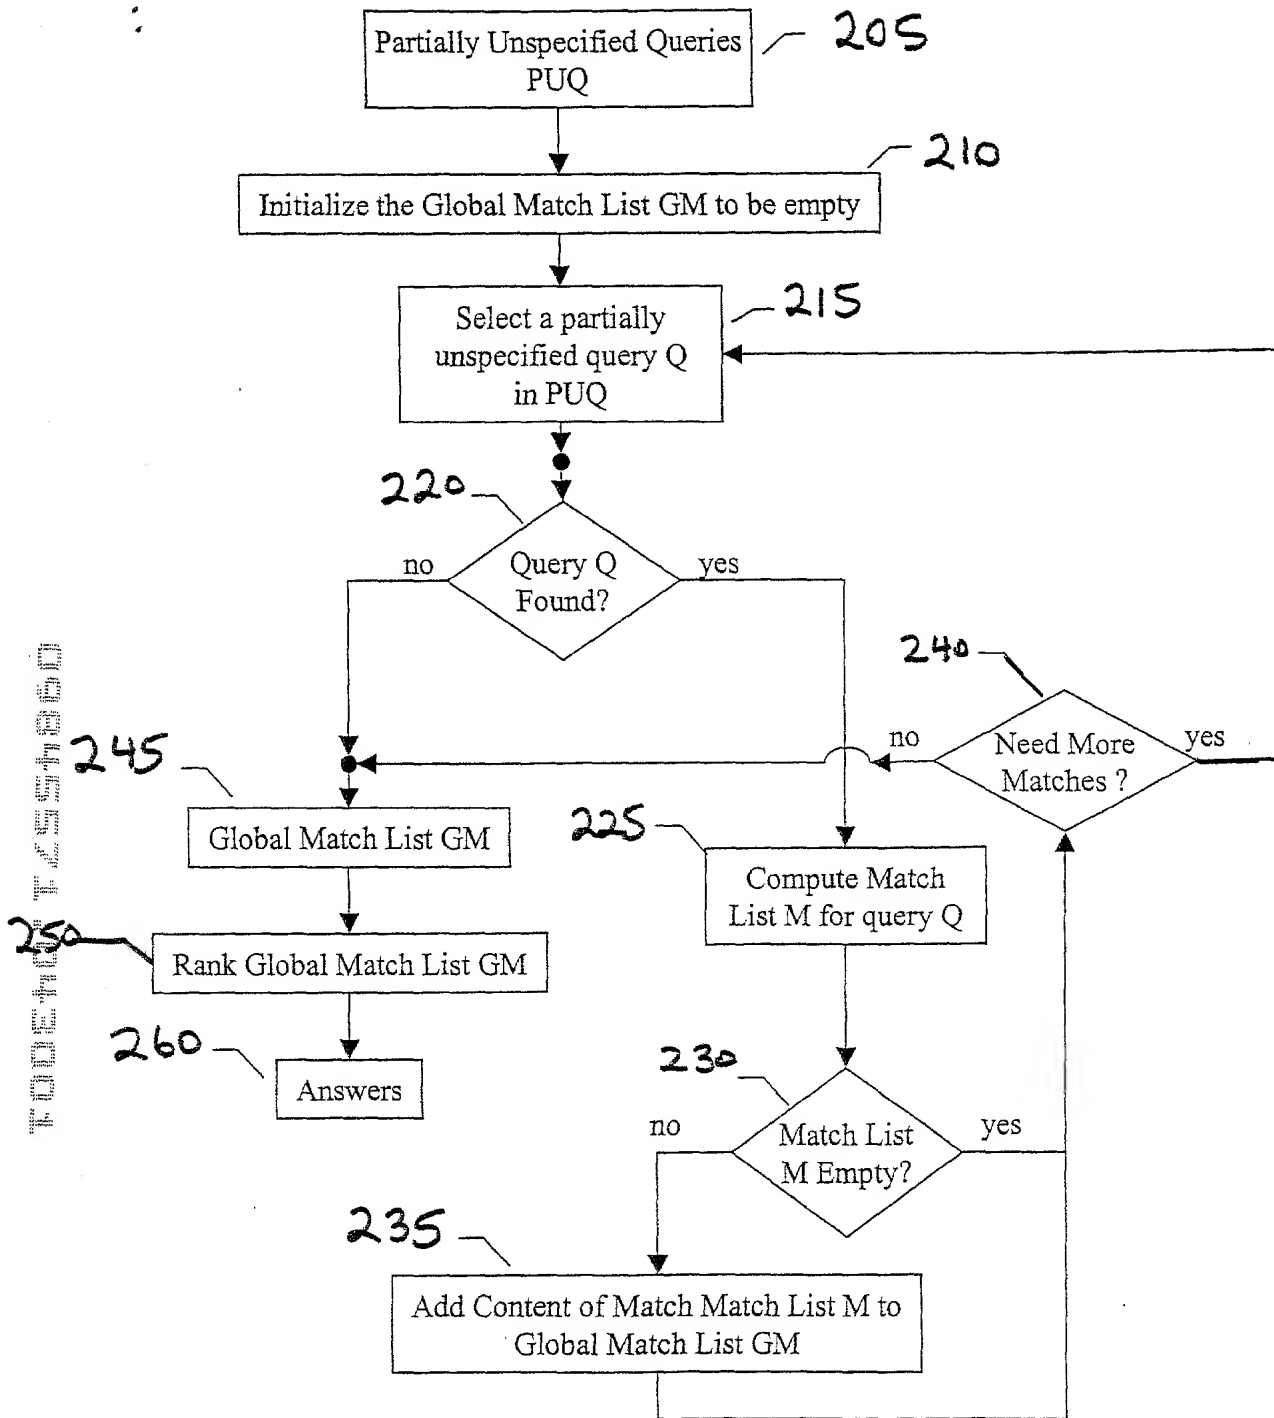 Partially Unspecified Queries
PUQ
205
210
Initialize the Global Match List GM to be empty
215
Select a partially
unspecified query Q
in PUQ
220
no
Query Q
Found?
yes
240
no
Need More
Matches ?
yes
245
Global Match List GM
225
Compute Match
List M for query Q
250
Rank Global Match List GM
260
Answers
230
no
Match List
M Empty?
yes
235
Add Content of Match Match List M to
Global Match List GM